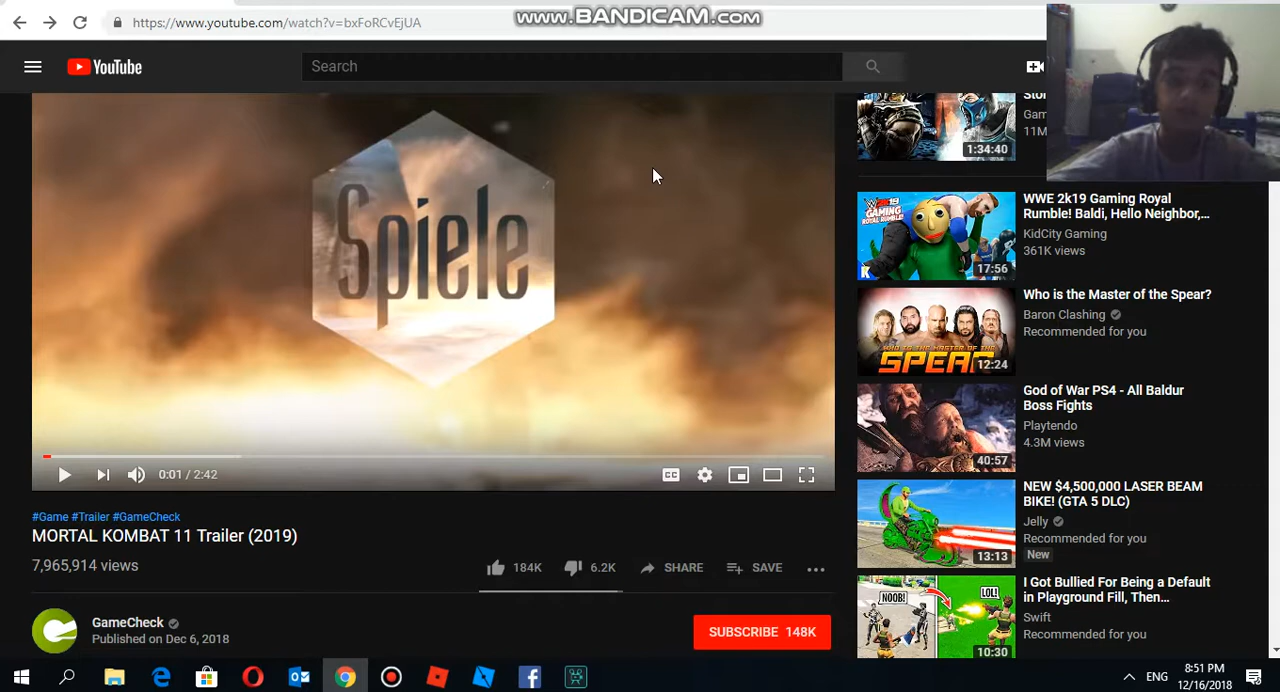 https://www.youtube.com/watch?v=bxFoRCvEjUA
www.BANDICAM.com
YouTube
Search
Spiele
0:01 / 2:42
CC
#Game #Trailer #GameCheck
MORTAL KOMBAT 11 Trailer (2019)
7,965,914 views
184K
6.2K
SHARE
SAVE
GameCheck
Published on Dec 6, 2018
SUBSCRIBE 148K
11M
1:34:40
WWE 2k19 Gaming Royal
Rumble! Baldi, Hello Neighbor,...
KidCity Gaming
361K views
GAMING
17:56
Who is the Master of the Spear?
Baron Clashing
Recommended for you
SPEAR
12:24
God of War PS4 - All Baldur
Boss Fights
Playtendo
4.3M views
40:57
NEW $4,500,000 LASER BEAM
BIKE! (GTA 5 DLC)
Jelly
Recommended for you
New
13:13
I Got Bullied For Being a Default
in Playground Fill, Then...
Swift
Recommended for you
NOOB!
LOL!
10:30
ENG
8:51 PM
12/16/2018